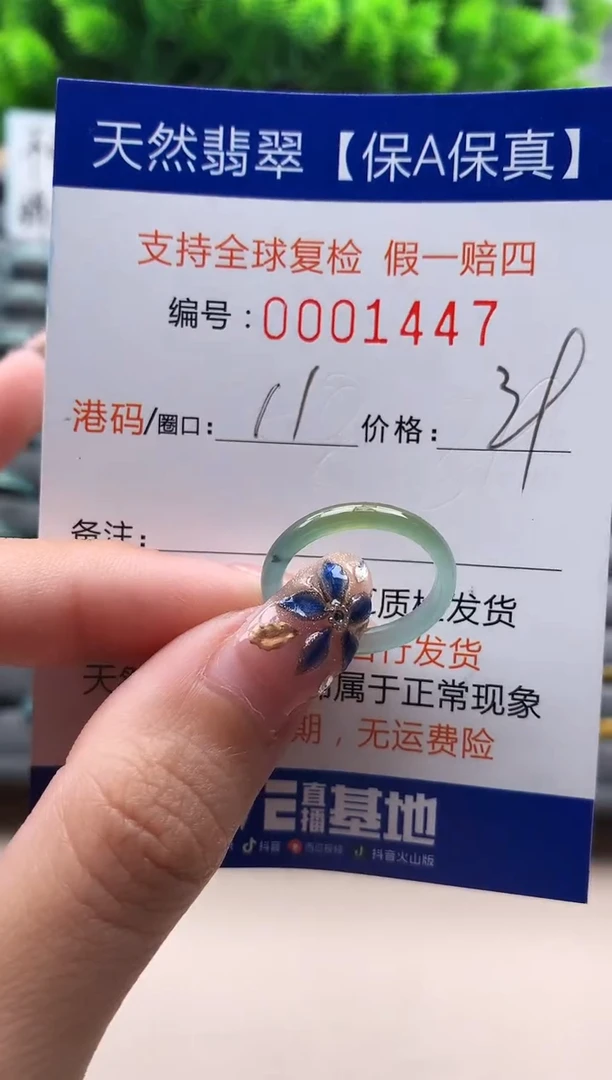 天然翡翠【保A保真】
支持全球复检 假一赔四
编号：0001447
港码/圈口：11 价格：
备注：
质检发货
发货
天 属于正常现象
期，无运费险
直播基地
抖音 抖音火山版